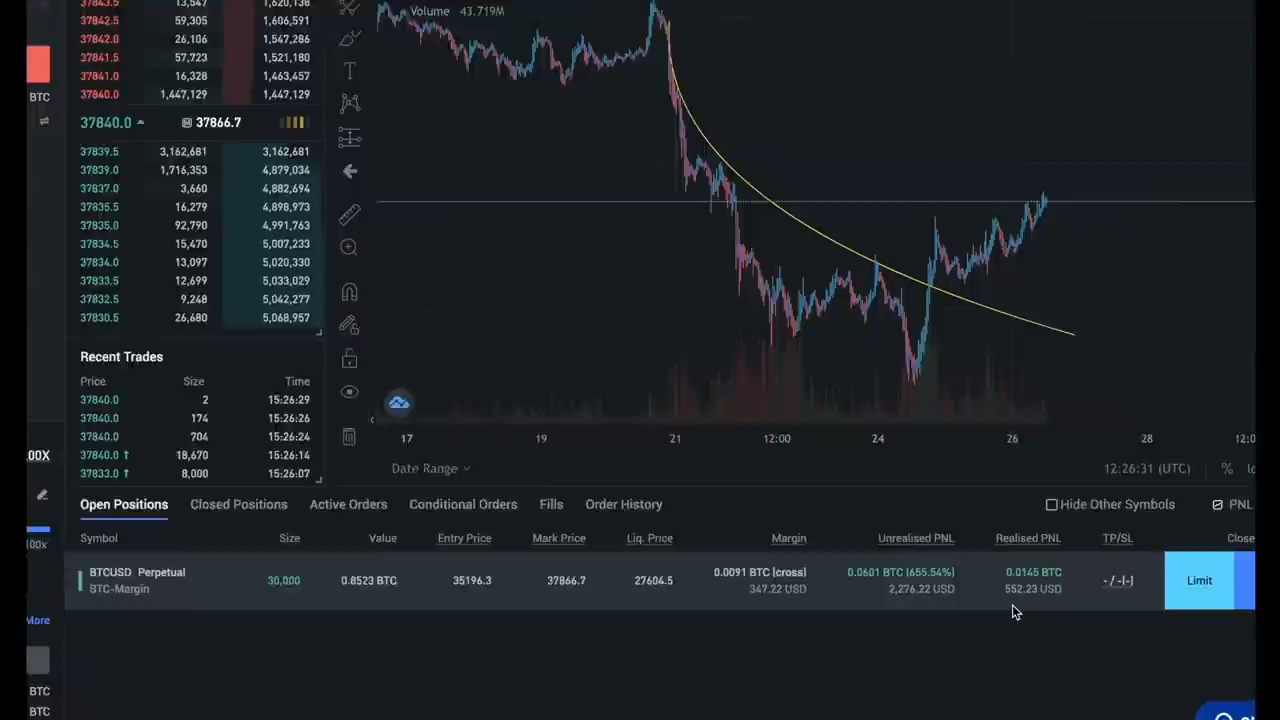 37843.5 13,547 1,620,138
37842.5 59,305 1,606,591
37842.0 26,106 1,547,286
37841.5 57,723 1,521,180
37841.0 16,328 1,463,457
37840.0 1,447,129 1,447,129
37840.0 37866.7
37839.5 3,162,681 3,162,681
37839.0 1,716,353 4,879,034
37837.0 3,660 4,882,694
37835.5 16,279 4,898,973
37835.0 92,790 4,991,763
37834.5 15,470 5,007,233
37834.0 13,097 5,020,330
37833.5 12,699 5,033,029
37832.5 9,248 5,042,277
37830.5 26,680 5,068,957
Recent Trades
Price Size Time
37840.0 2 15:26:29
37840.0 174 15:26:26
37840.0 704 15:26:24
37840.0 ↑ 18,670 15:26:14
37833.0 ↑ 8,000 15:26:07
BTC
.00X
100x
More
BTC
BTC
Volume 43.719M
17 19 21 12:00 24 26 28 12:0
Date Range 12:26:31 (UTC) %
Open Positions Closed Positions Active Orders Conditional Orders Fills Order History Hide Other Symbols PNL
Symbol Size Value Entry Price Mark Price Liq. Price Margin Unrealised PNL Realised PNL TP/SL Close
BTCUSD Perpetual 30,000 0.8523 BTC 35196.3 37866.7 27604.5 0.0091 BTC (cross) 0.0601 BTC (655.54%) 0.0145 BTC -/-(-) Limit
BTC-Margin 347.22 USD 2,276.22 USD 552.23 USD